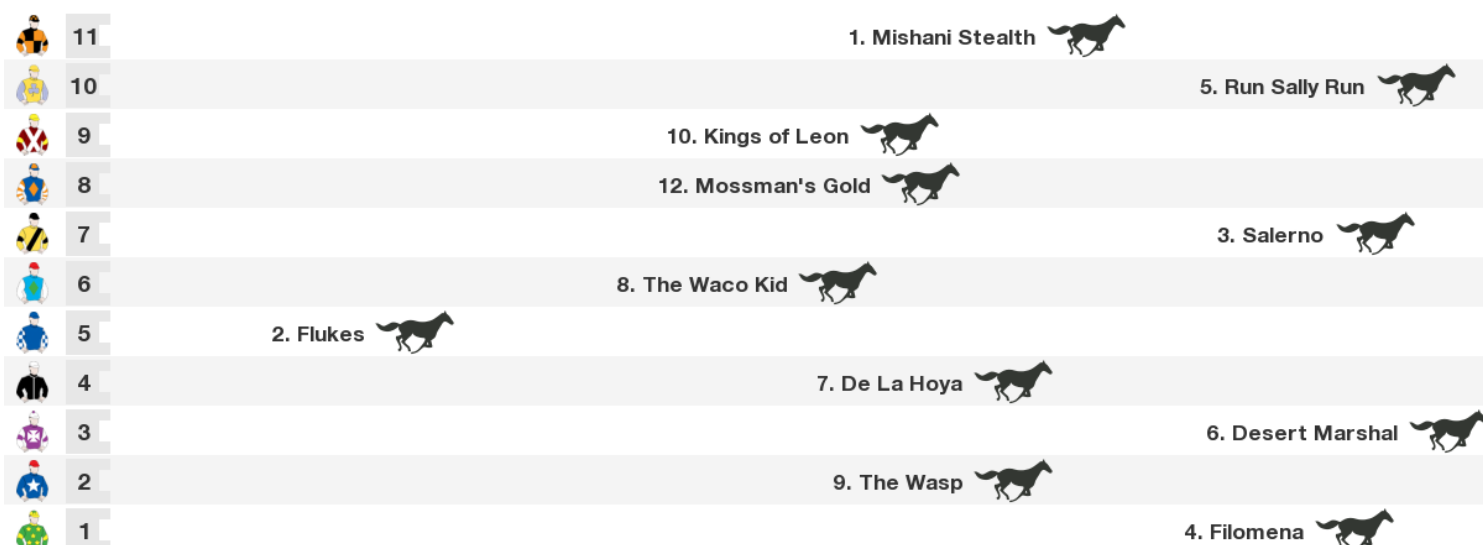 11 1. Mishani Stealth
10 5. Run Sally Run
9 10. Kings of Leon
8 12. Mossman's Gold
7 3. Salerno
6 8. The Waco Kid
5 2. Flukes
4 7. De La Hoya
3 6. Desert Marshal
2 9. The Wasp
1 4. Filomena